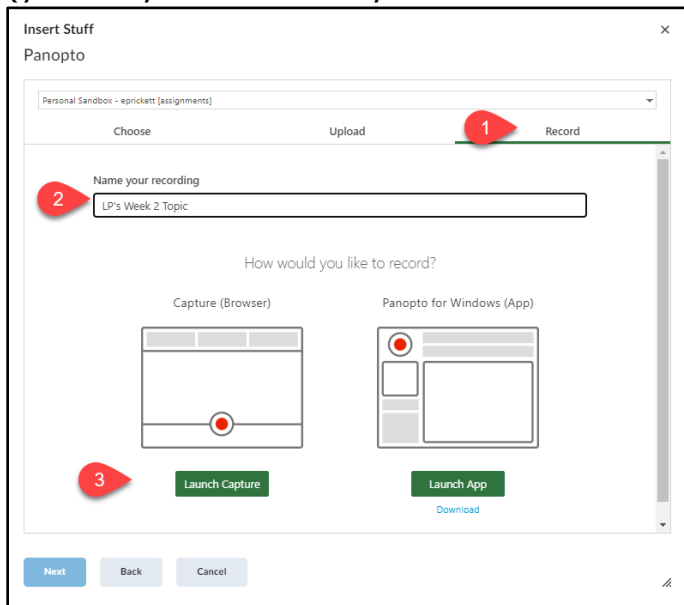 Insert Stuff ×
Panopto
Personal Sandbox - eprickett [assignments]
Choose Upload 1 Record
Name your recording
2 LP's Week 2 Topic
How would you like to record?
Capture (Browser) Panopto for Windows (App)
3 Launch Capture Launch App
Download
Next Back Cancel